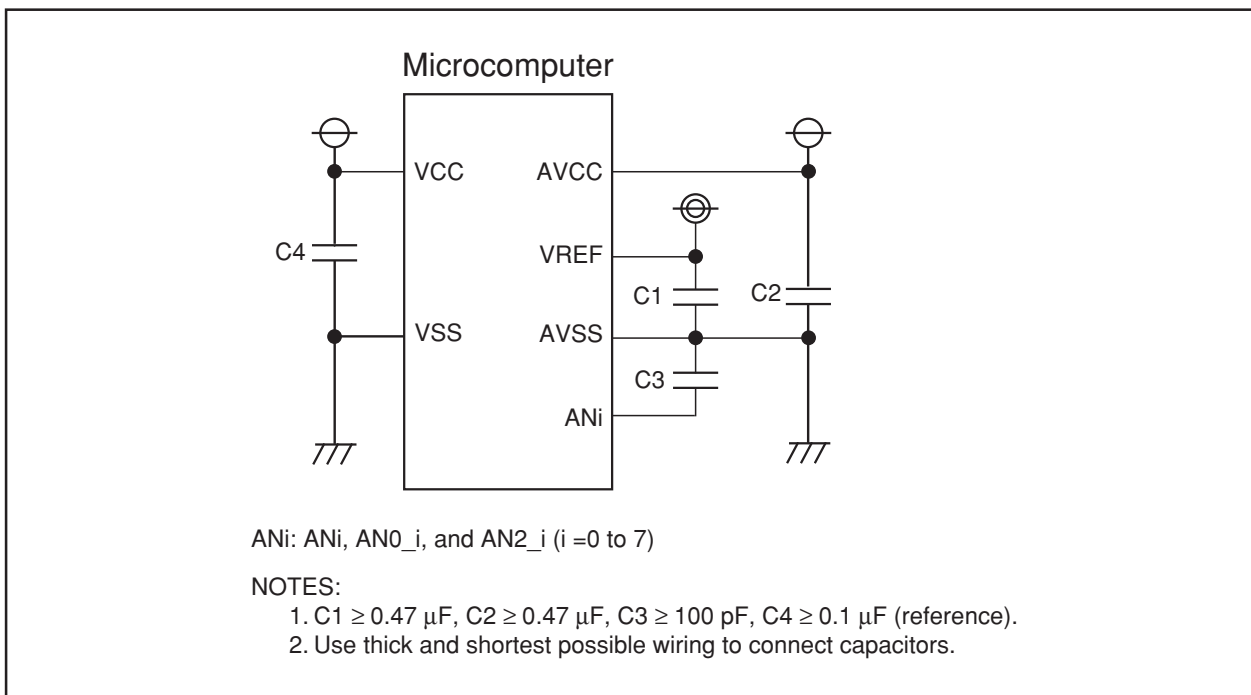 Microcomputer
VCC
AVCC
C4
VREF
C1
C2
VSS
AVSS
C3
ANi
ANi: ANi, AN0_i, and AN2_i (i =0 to 7)
NOTES:
1. C1 ≥ 0.47 μF, C2 ≥ 0.47 μF, C3 ≥ 100 pF, C4 ≥ 0.1 μF (reference).
2. Use thick and shortest possible wiring to connect capacitors.